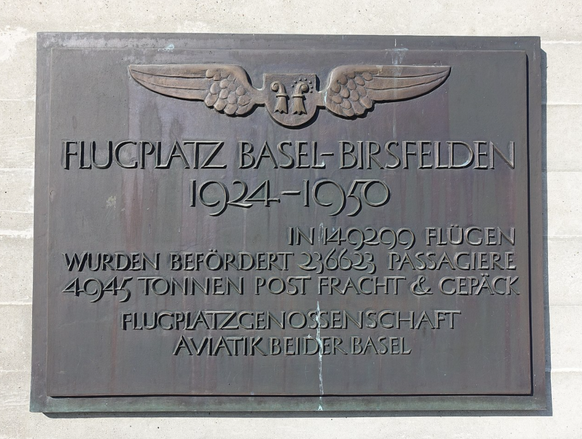 FLUGPLATZ BASEL-BIRSFELDEN
1924-1950
IN 149299 FLÜGEN
WURDEN BEFÖRDERT 236623 PASSAGIERE
4945 TONNEN POST FRACHT & GEPÄCK
FLUGPLATZGENOSSENSCHAFT
AVIATIK BEIDER BASEL